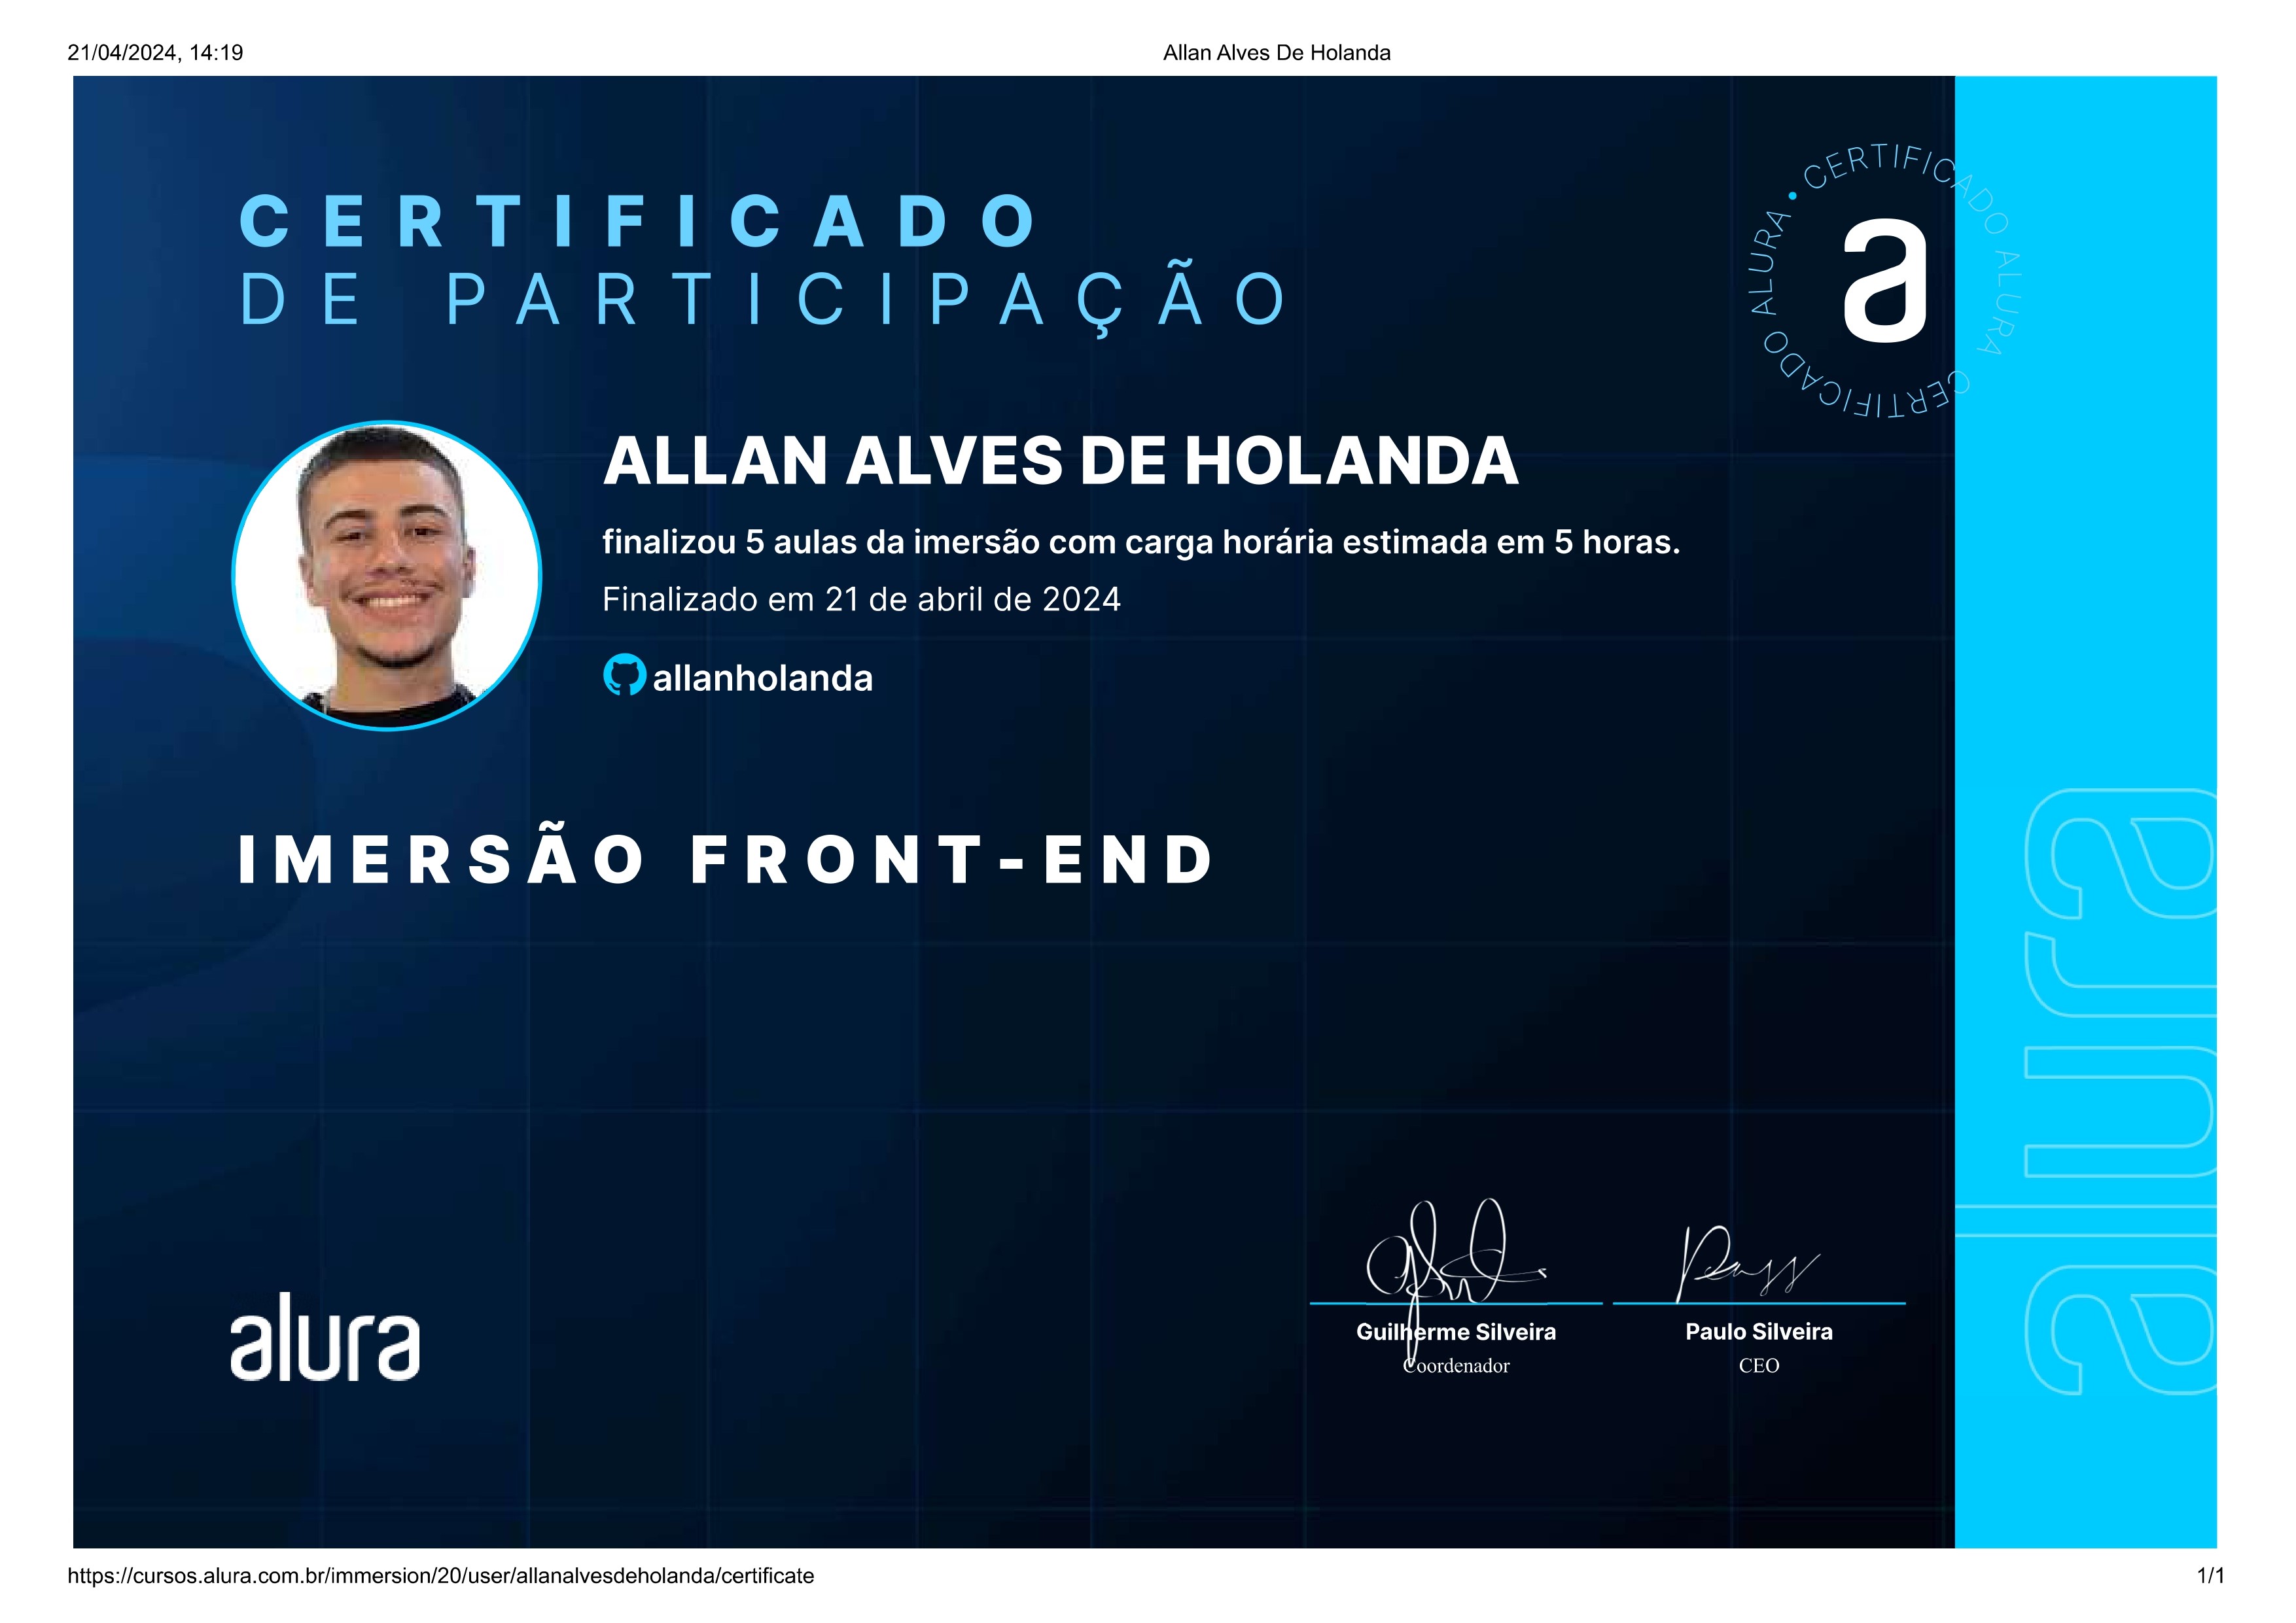 21/04/2024, 14:19
Allan Alves De Holanda
CERTIFICADO
DE PARTICIPAÇÃO
CERTIFICADO ALURA CERTIFICADO ALURA •
a
ALLAN ALVES DE HOLANDA
finalizou 5 aulas da imersão com carga horária estimada em 5 horas.
Finalizado em 21 de abril de 2024
allanholanda
IMERSÃO FRONT-END
alura
Guilherme Silveira
Coordenador
Paulo Silveira
CEO
alura
https://cursos.alura.com.br/immersion/20/user/allanalvesdeholanda/certificate
1/1